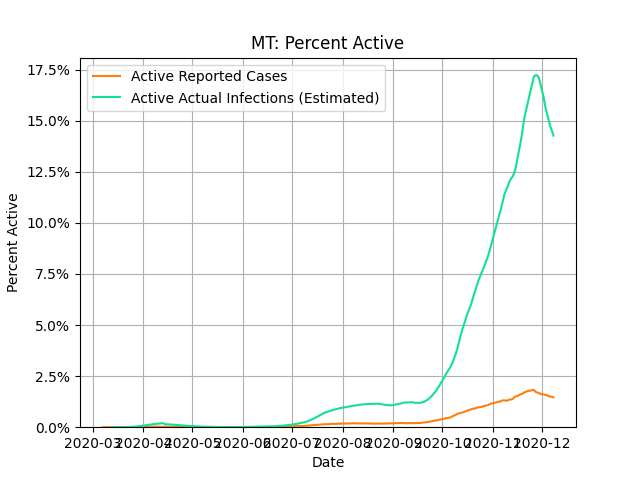 MT: Percent Active
Active Reported Cases
Active Actual Infections (Estimated)
17.5%
15.0%
12.5%
10.0%
7.5%
5.0%
2.5%
0.0%
Percent Active
2020-03 2020-04 2020-05 2020-06 2020-07 2020-08 2020-09 2020-10 2020-11 2020-12
Date